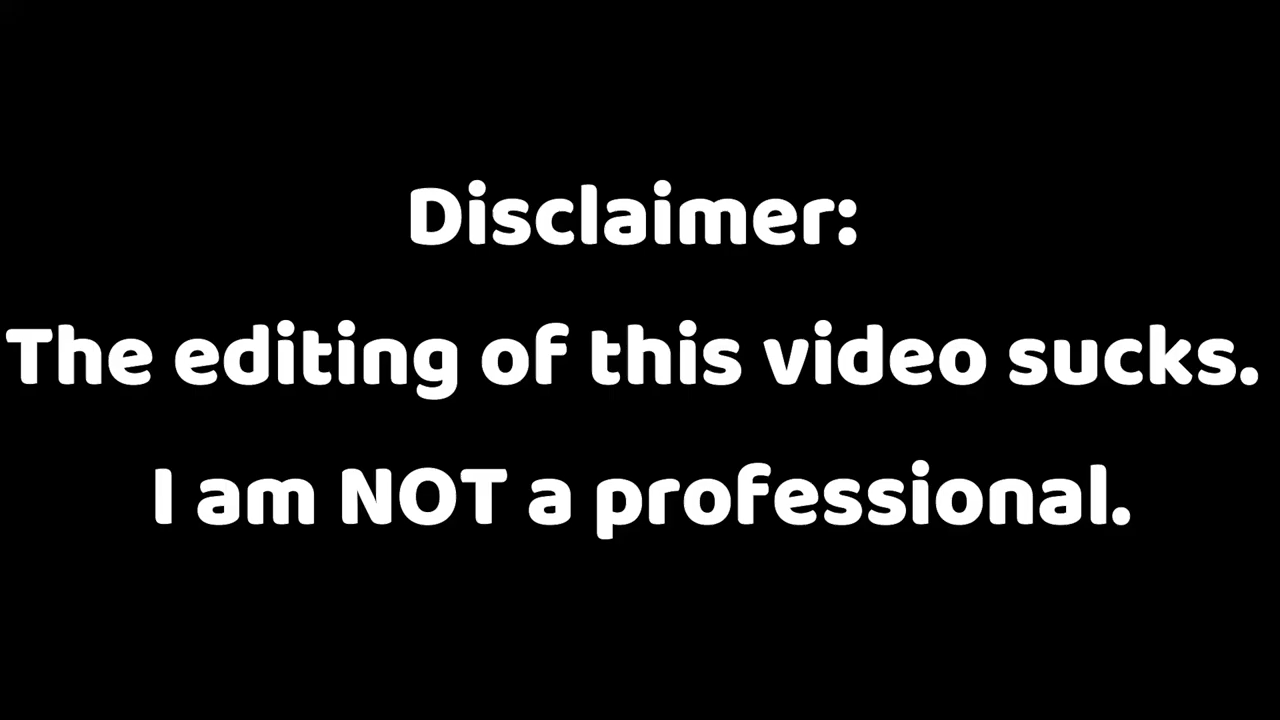 Disclaimer:
The editing of this video sucks.
I am NOT a professional.